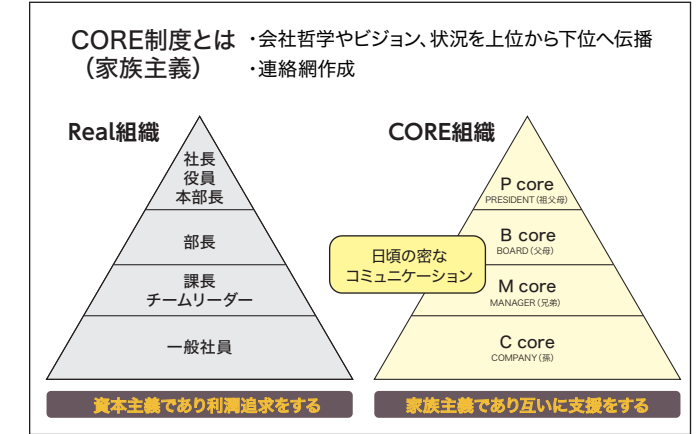 CORE制度とは
(家族主義)
・会社哲学やビジョン、状況を上位から下位へ伝播
・連絡網作成
Real組織
社長
役員
本部長
部長
課長
チームリーダー
一般社員
資本主義であり利潤追求をする
CORE組織
P core
PRESIDENT(祖父母)
B core
BOARD(父母)
日頃の密な
コミュニケーション
M core
MANAGER(兄弟)
C core
COMPANY(孫)
家族主義であり互いに支援をする